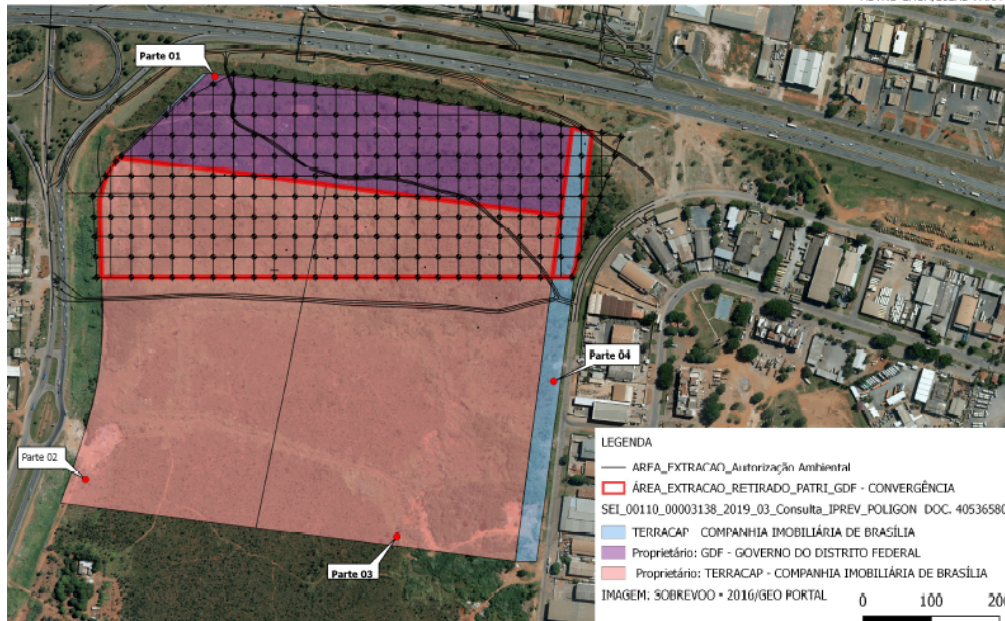 Parte 01
Parte 04
Parte 02
Parte 03
LEGENDA
AREA_EXTRACAO_Autorização Ambiental
ÁREA_EXTRACAO_RETIRADO_PATRI_GDF - CONVERGÊNCIA
SEI_00110_00003138_2019_03_Consulta_IPREV_POLIGON DOC. 40536580
TERRACAP COMPANHIA IMOBILIÁRIA DE BRASÍLIA
Proprietário: GDF - GOVERNO DO DISTRITO FEDERAL
Proprietário: TERRACAP - COMPANHIA IMOBILIÁRIA DE BRASÍLIA
IMAGEM: SOBREVOO • 2016/GEO PORTAL
0 100 200